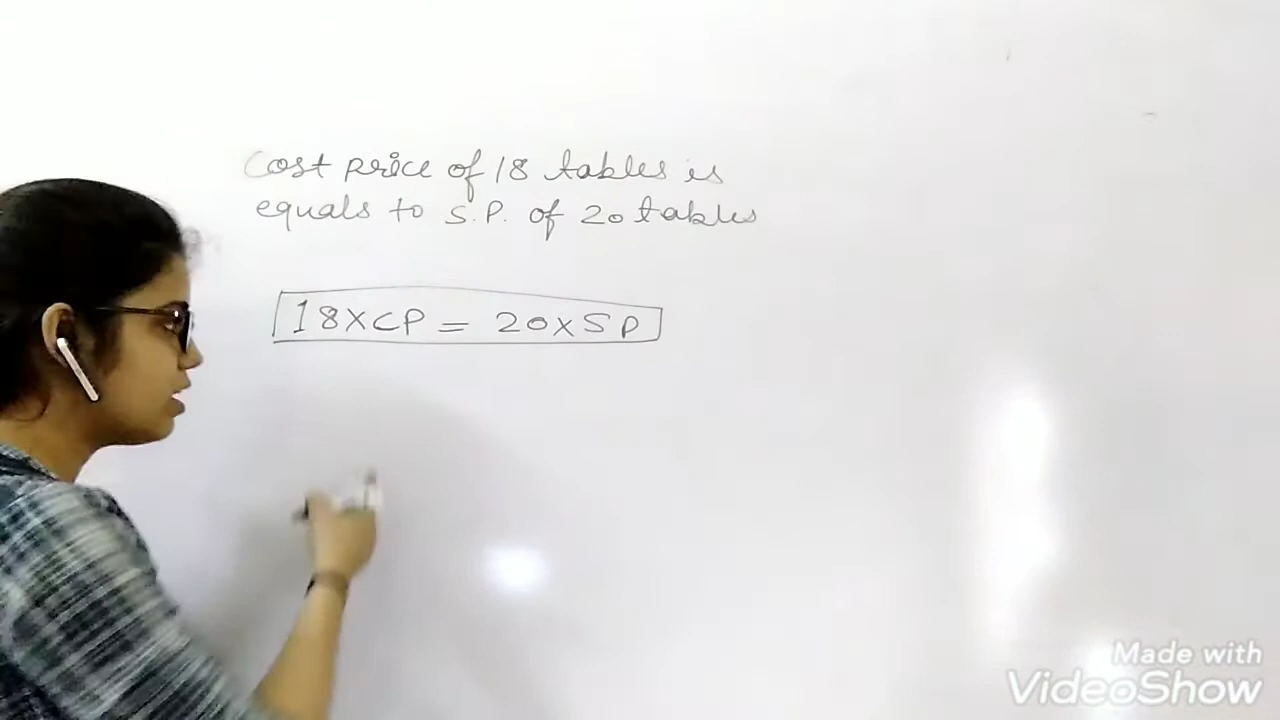 Cost price of 18 tables is
equals to S.P. of 20 tables
18×CP = 20×SP
Made with
VideoShow